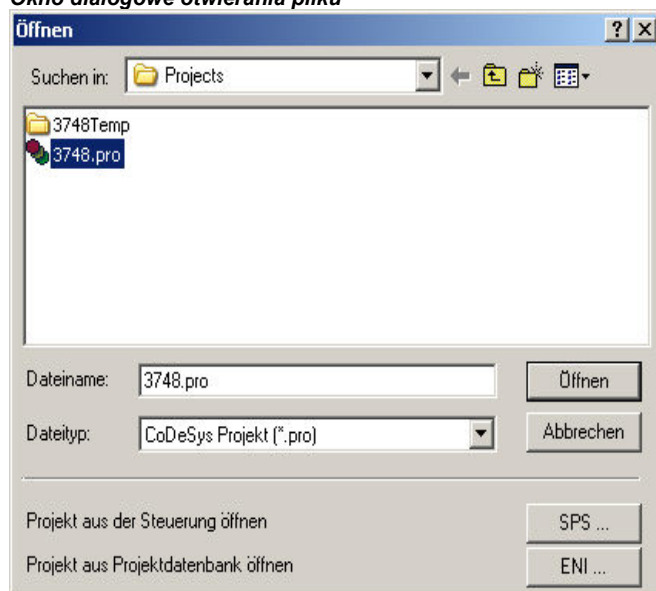 Okno dialogowe otwierania pliku
Öffnen
Suchen in: Projects
3748Temp
3748.pro
Dateiname: 3748.pro Öffnen
Dateityp: CoDeSys Projekt (*.pro) Abbrechen
Projekt aus der Steuerung öffnen SPS ...
Projekt aus Projektdatenbank öffnen ENI ...